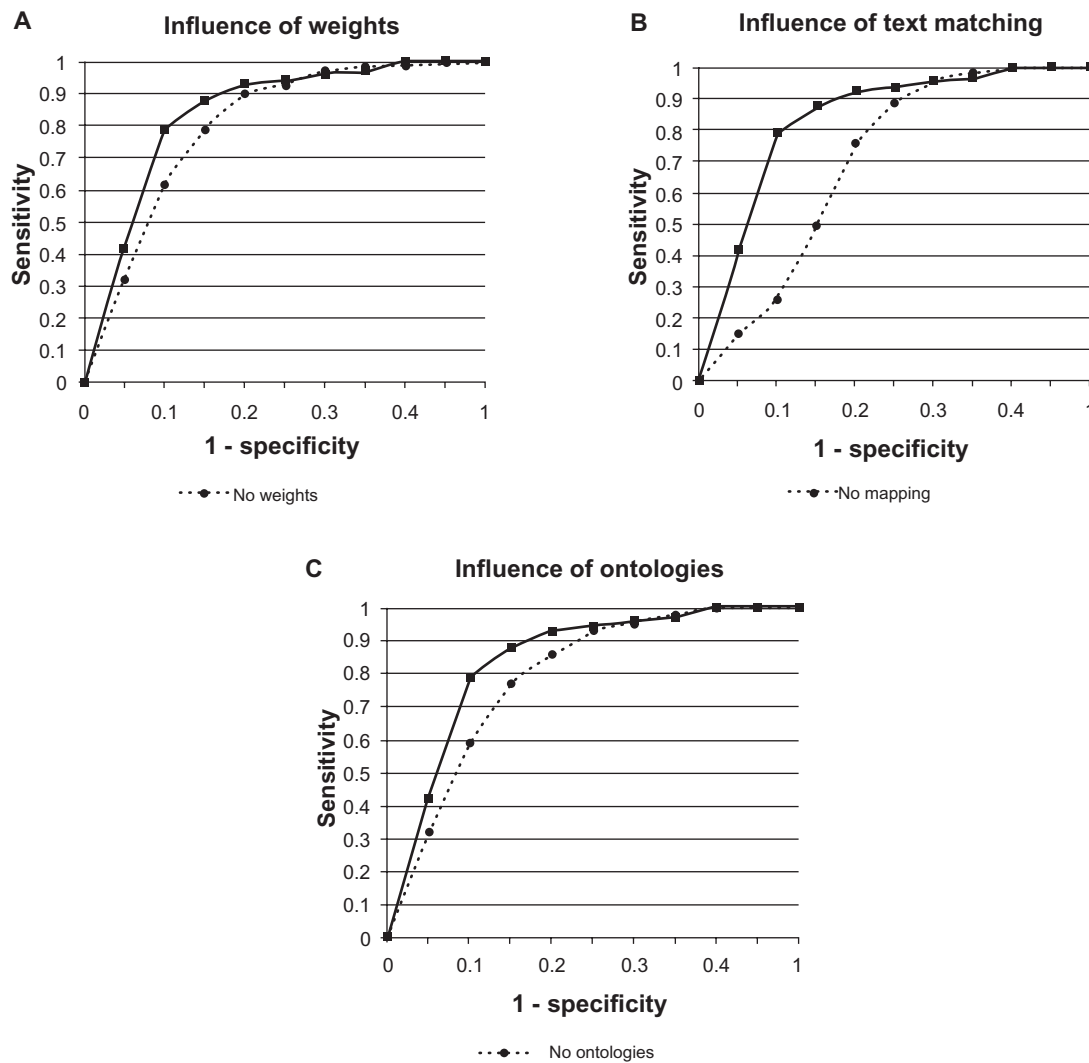 A
Influence of weights
1
0.9
0.8
0.7
0.6
0.5
0.4
0.3
0.2
0.1
0
Sensitivity
0 0.1 0.2 0.3 0.4 1
1 - specificity
No weights
B
Influence of text matching
1
0.9
0.8
0.7
0.6
0.5
0.4
0.3
0.2
0.1
0
Sensitivity
0 0.1 0.2 0.3 0.4 1
1 - specificity
No mapping
C
Influence of ontologies
1
0.9
0.8
0.7
0.6
0.5
0.4
0.3
0.2
0.1
0
Sensitivity
0 0.1 0.2 0.3 0.4 1
1 - specificity
No ontologies